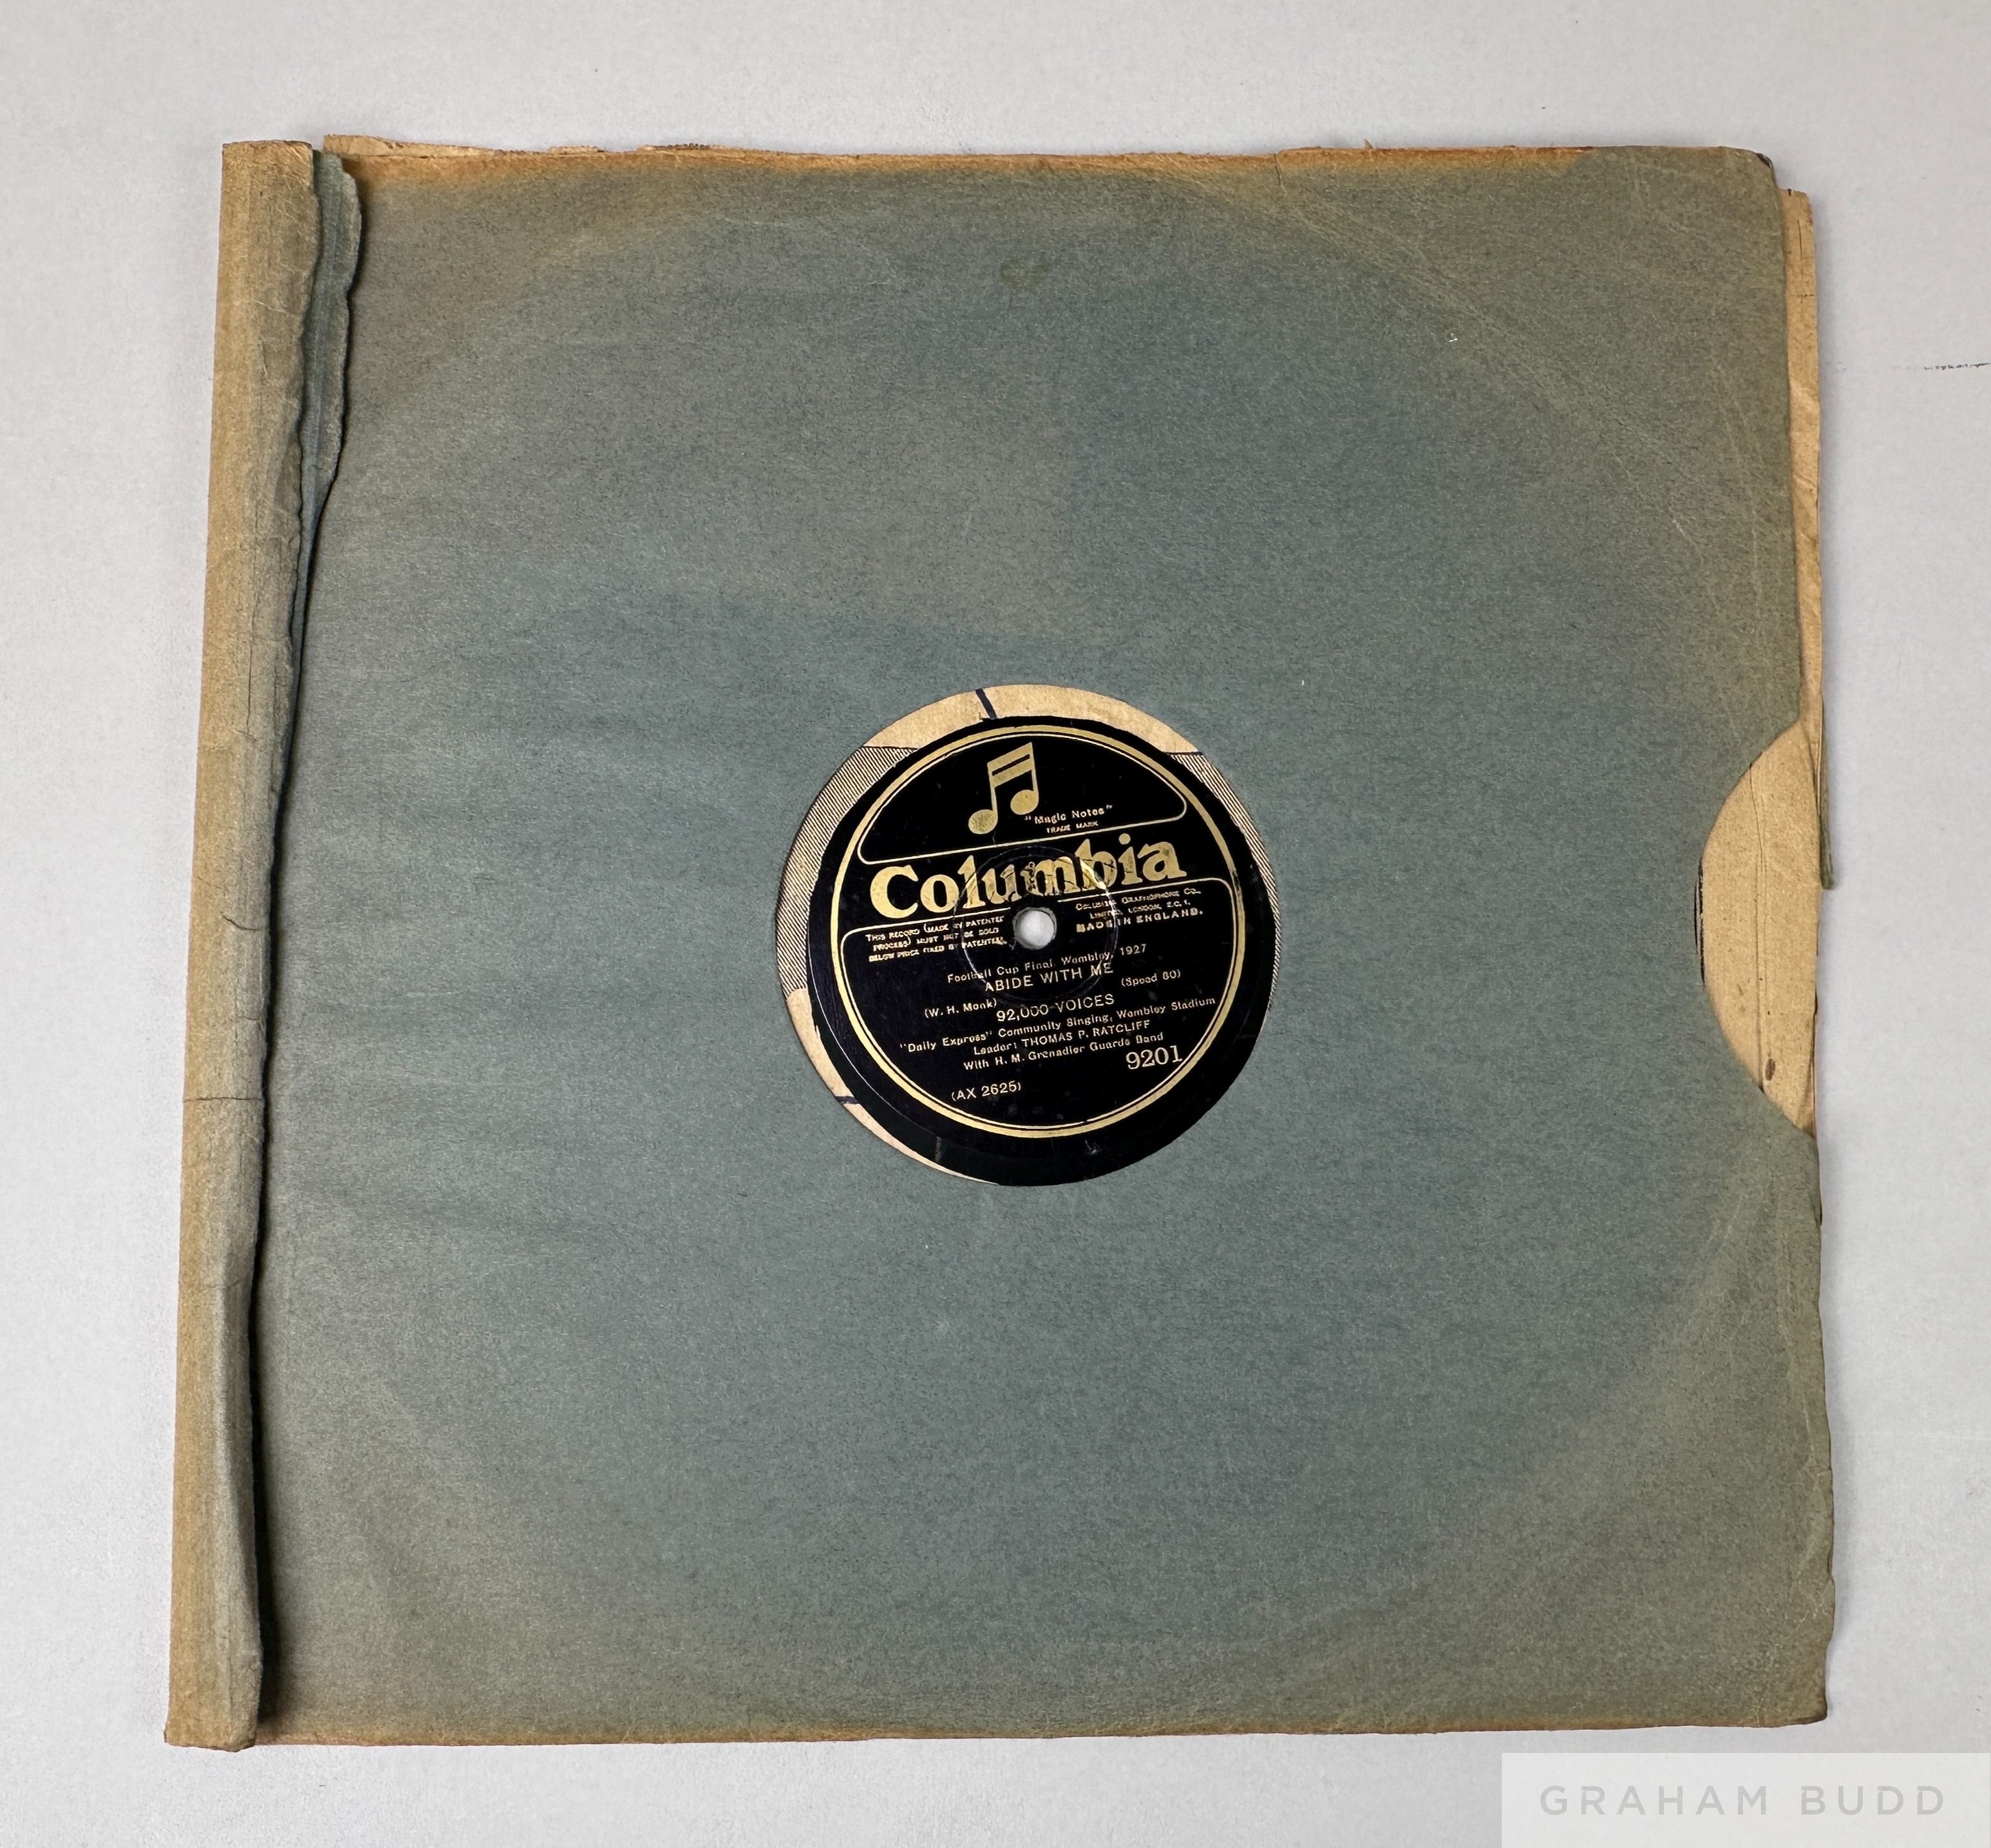 "Magic Notes"
TRADE MARK
Columbia
THIS RECORD (MADE BY PATENTED
PROCESS) MUST NOT BE SOLD
BELOW PRICE FIXED BY PATENTEES.
COLUMBIA GRAPHOPHONE CO.,
LIMITED, LONDON, E.C.1.
MADE IN ENGLAND.
Football Cup Final, Wembley, 1927
ABIDE WITH ME
(W. H. Monk)
(Speed 80)
92,000 VOICES
"Daily Express" Community Singing, Wembley Stadium
Leader: THOMAS P. RATCLIFF
With H. M. Grenadier Guards Band
9201
(AX 2625)
GRAHAM BUDD